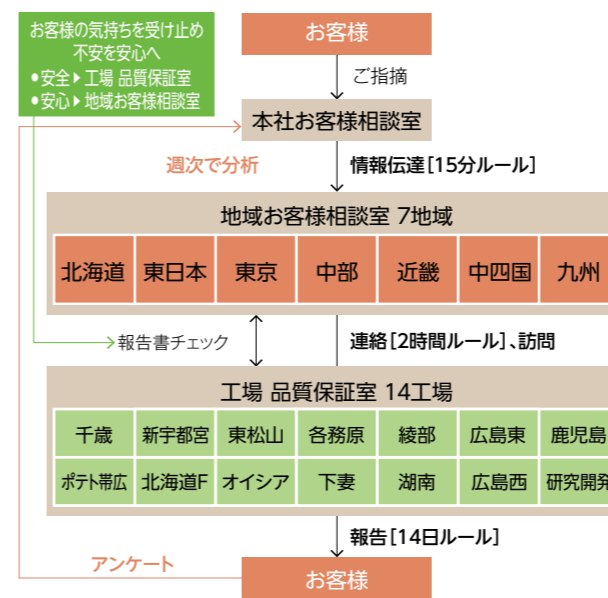 お客様の気持ちを受け止め
不安を安心へ
●安全▶工場 品質保証室
●安心▶地域お客様相談室
お客様
ご指摘
本社お客様相談室
週次で分析
情報伝達[15分ルール]
地域お客様相談室 7地域
北海道 東日本 東京 中部 近畿 中四国 九州
報告書チェック
連絡[2時間ルール]、訪問
工場 品質保証室 14工場
千歳 新宇都宮 東松山 各務原 綾部 広島東 鹿児島
ポテト帯広 北海道F オイシア 下妻 湖南 広島西 研究開発
報告[14日ルール]
アンケート
お客様